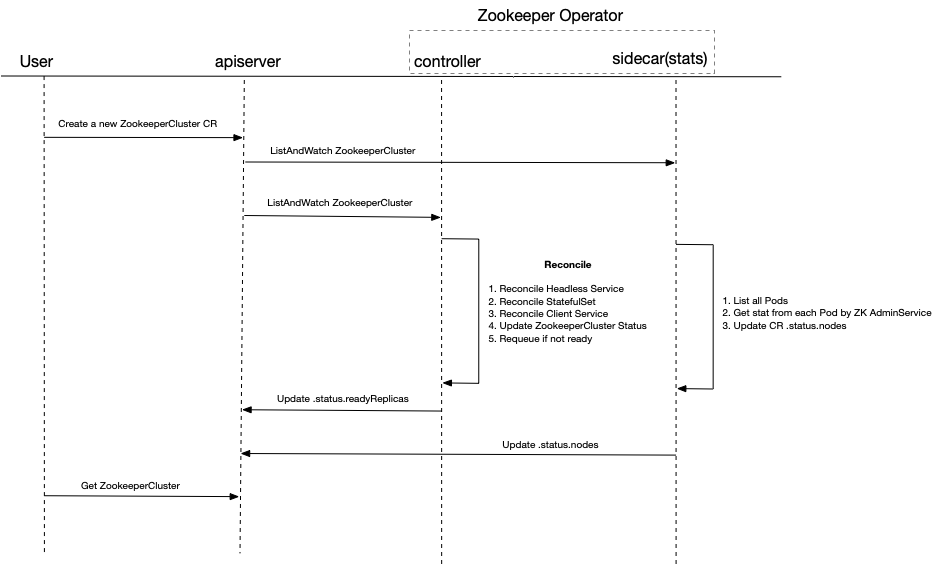 Zookeeper Operator
User
apiserver
controller
sidecar(stats)
Create a new ZookeeperCluster CR
ListAndWatch ZookeeperCluster
ListAndWatch ZookeeperCluster
Reconcile
1. Reconcile Headless Service
2. Reconcile StatefulSet
3. Reconcile Client Service
4. Update ZookeeperCluster Status
5. Requeue if not ready
1. List all Pods
2. Get stat from each Pod by ZK AdminService
3. Update CR .status.nodes
Update .status.readyReplicas
Update .status.nodes
Get ZookeeperCluster